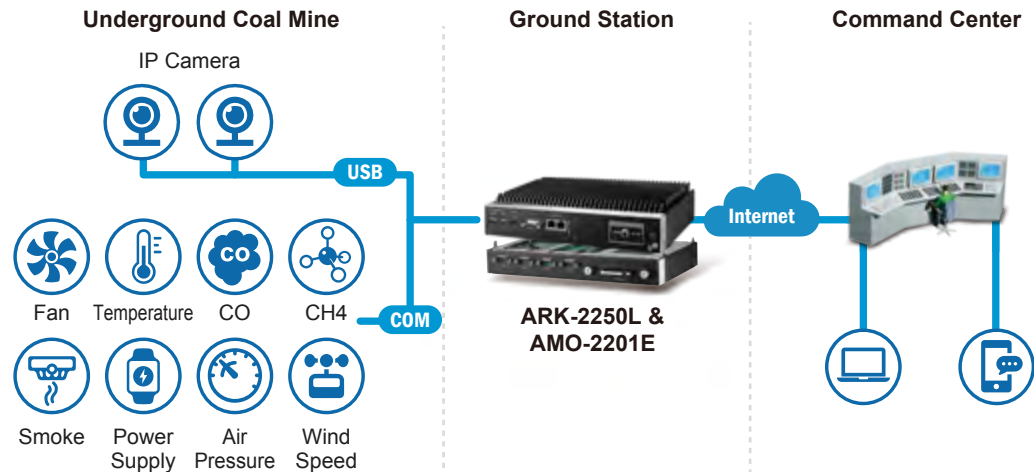 Underground Coal Mine
Ground Station
Command Center
IP Camera
USB
Internet
CO
Fan
Temperature
CO
CH4
COM
ARK-2250L &
AMO-2201E
Smoke
Power
Supply
Air
Pressure
Wind
Speed